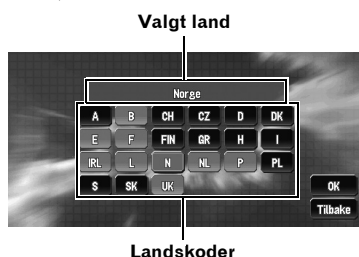 Valgt land
Norge
A B CH CZ D DK
E F FIN GR H I
IRL L N NL P PL
S SK UK
OK
Tilbake
Landskoder